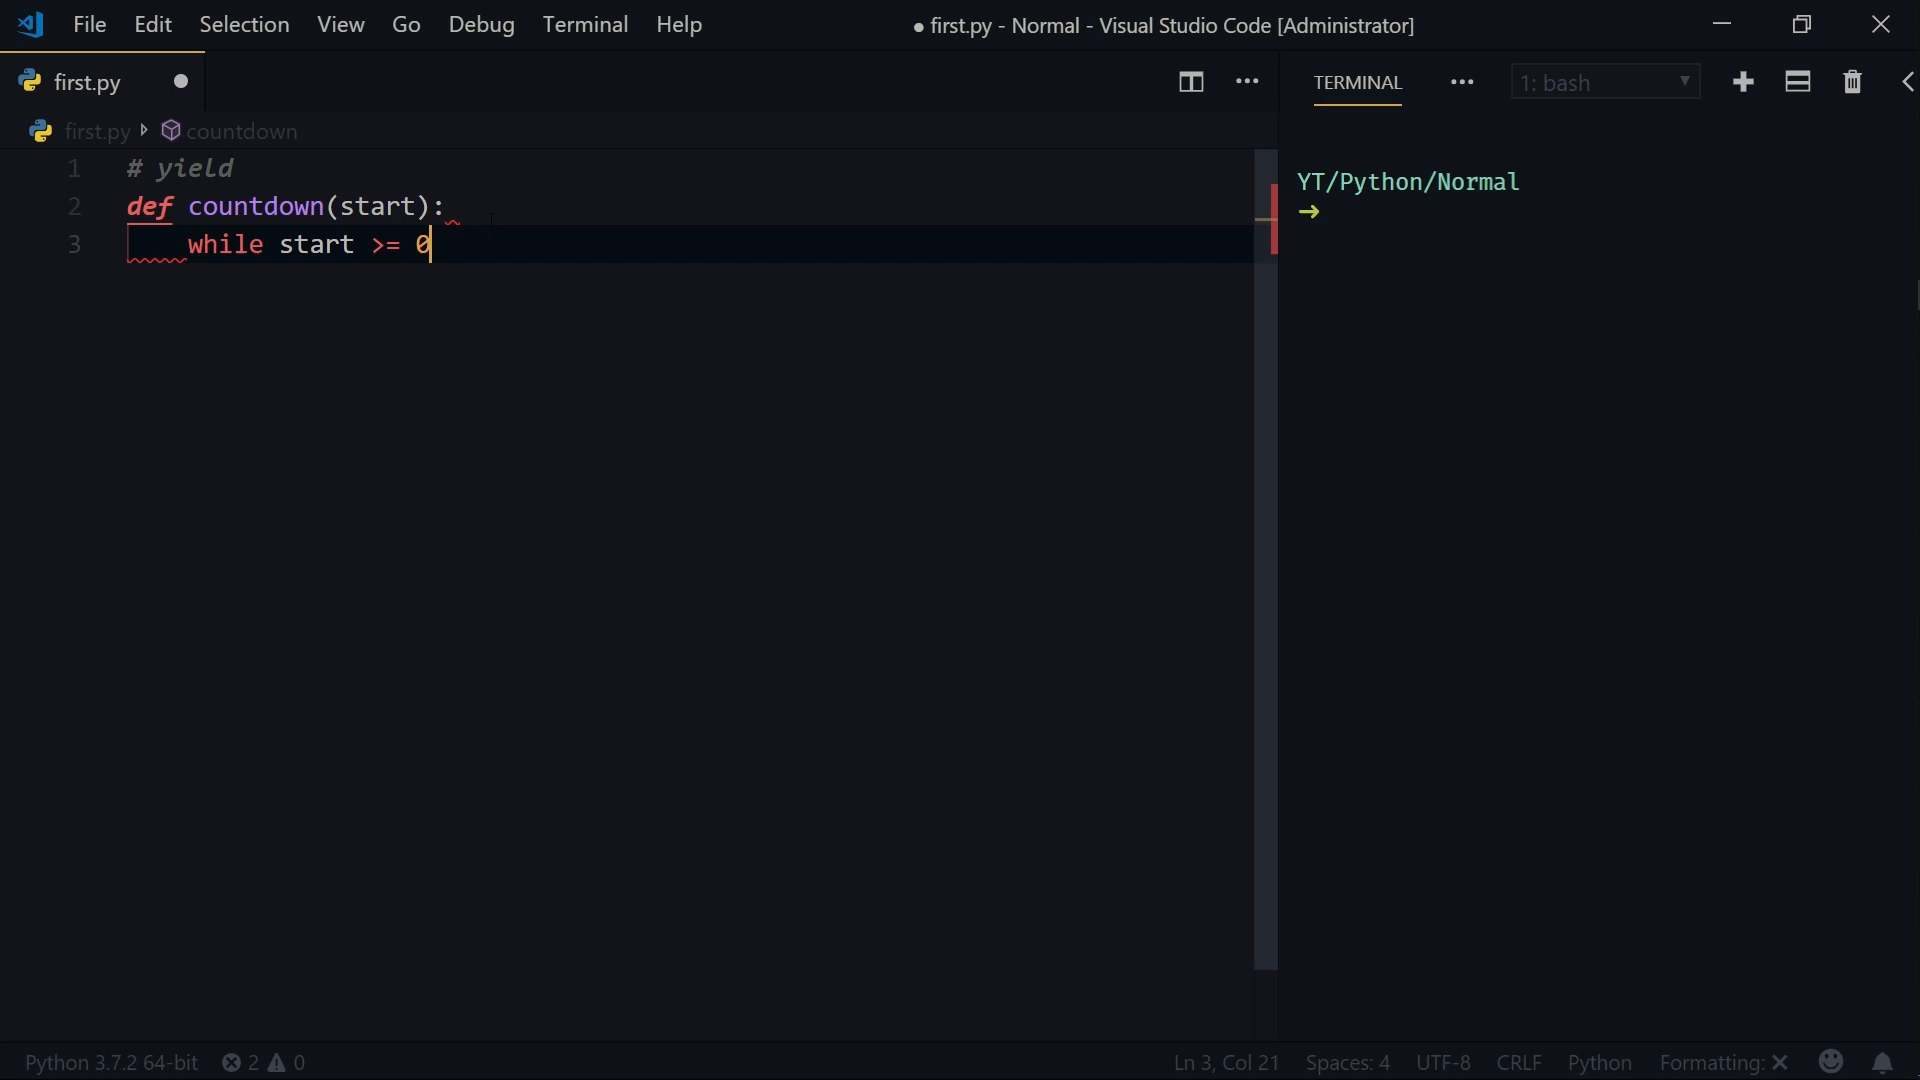 File Edit Selection View Go Debug Terminal Help ● first.py - Normal - Visual Studio Code [Administrator]
first.py ●
TERMINAL ••• 1: bash
first.py countdown
1 # yield
2 def countdown(start):
3 while start >= 0
YT/Python/Normal
➜
Python 3.7.2 64-bit 2 0 Ln 3, Col 21 Spaces: 4 UTF-8 CRLF Python Formatting: ✕